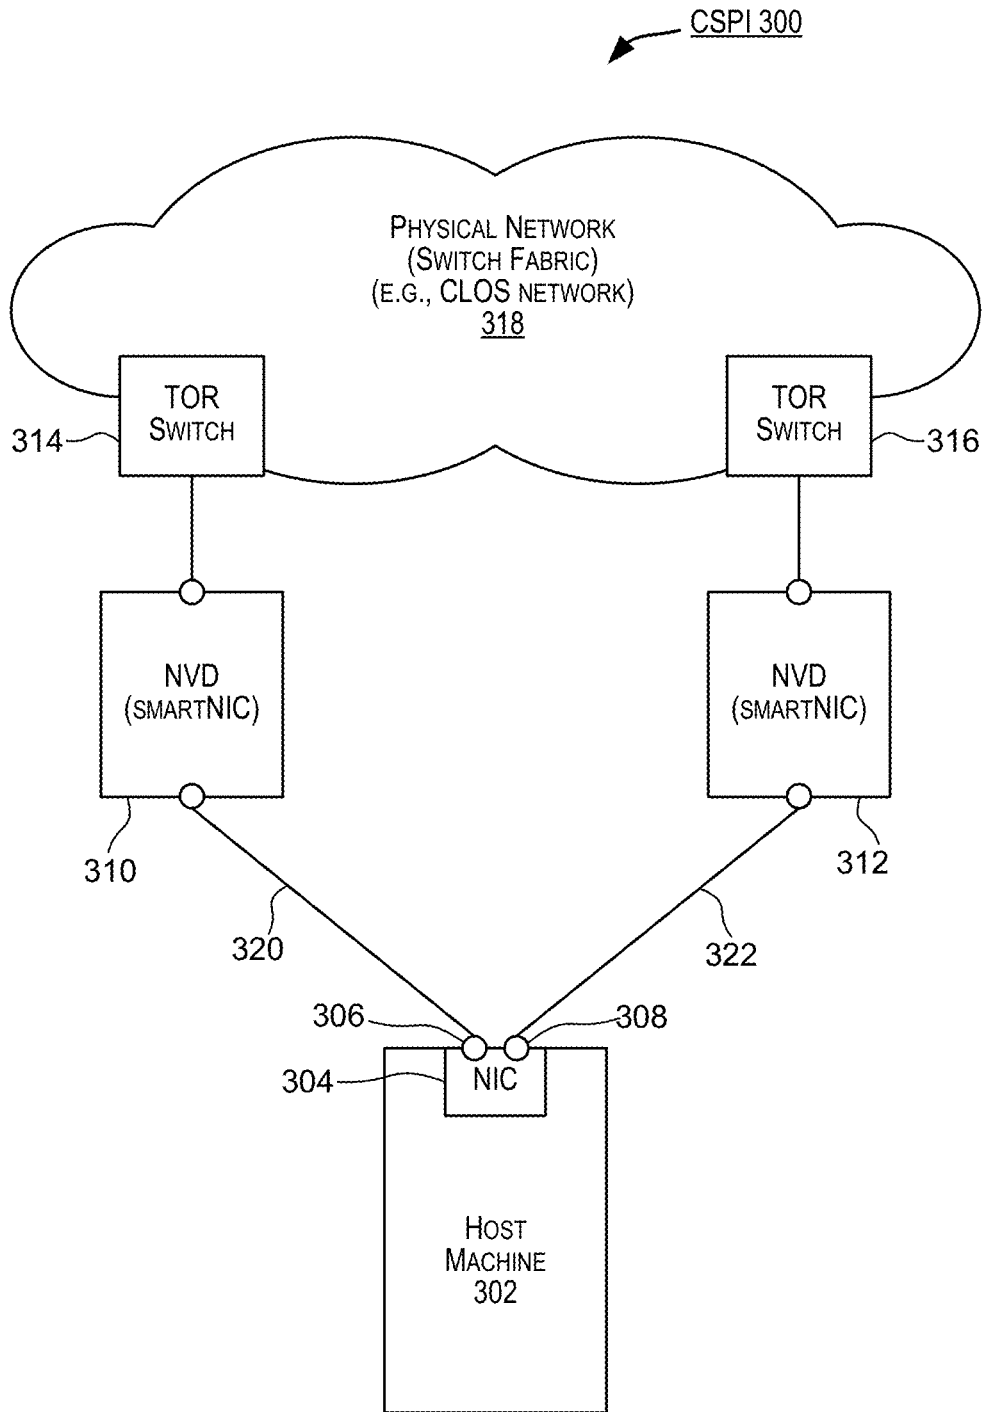 CSPI 300
PHYSICAL NETWORK
(SWITCH FABRIC)
(E.G., CLOS NETWORK)
318
TOR
SWITCH
314
TOR
SWITCH
316
NVD
(SMARTNIC)
310
NVD
(SMARTNIC)
312
320
322
306
308
304
NIC
HOST
MACHINE
302